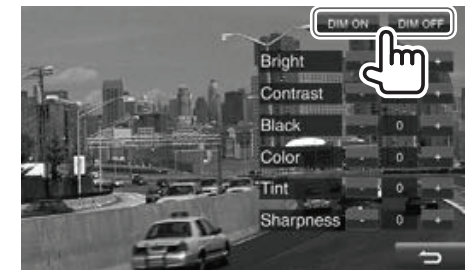 DIM ON DIM OFF
Bright - +
Contrast - +
Black - 0 +
Color - 0 +
Tint - 0 +
Sharpness - 0 +